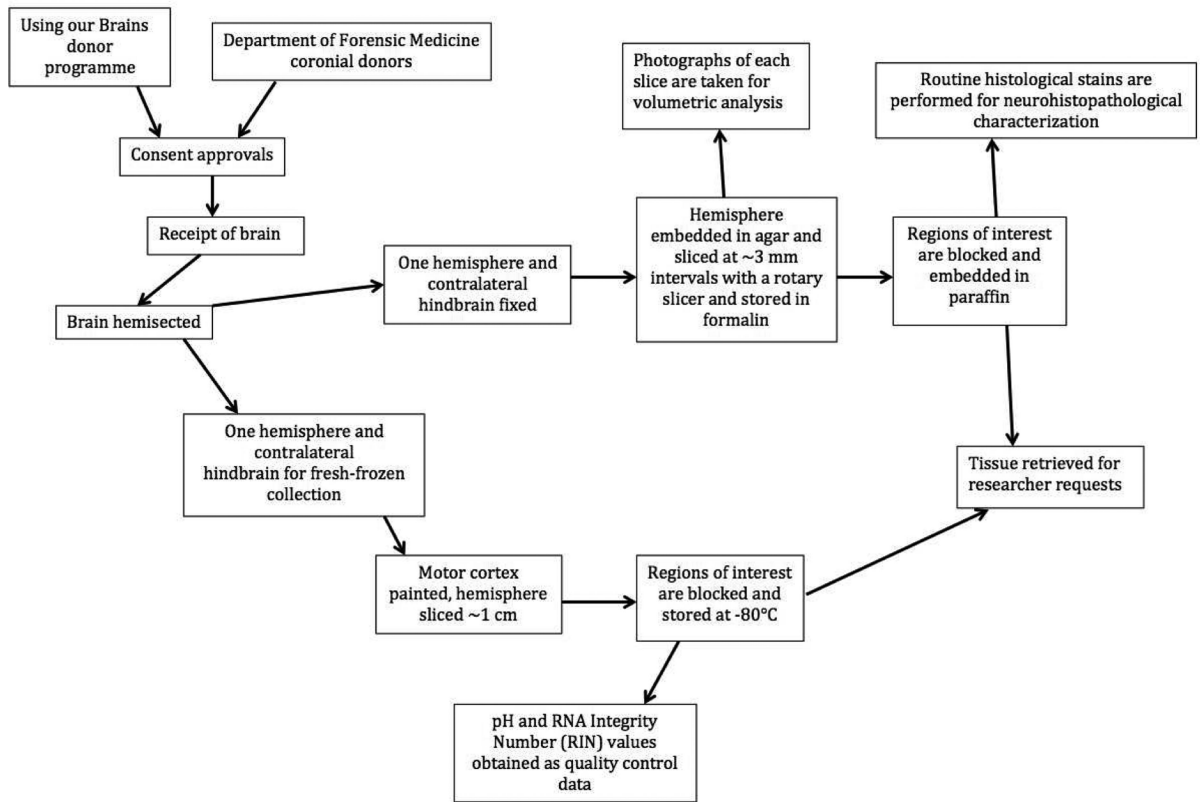 Using our Brains
donor
programme
Department of Forensic Medicine
coronial donors
Consent approvals
Receipt of brain
Brain hemisected
One hemisphere and
contralateral
hindbrain fixed
Photographs of each
slice are taken for
volumetric analysis
Hemisphere
embedded in agar and
sliced at ~3 mm
intervals with a rotary
slicer and stored in
formalin
Routine histological stains are
performed for neurohistopathological
characterization
Regions of interest
are blocked and
embedded in
paraffin
One hemisphere and
contralateral
hindbrain for fresh-frozen
collection
Motor cortex
painted, hemisphere
sliced ~1 cm
Regions of interest
are blocked and
stored at -80°C
Tissue retrieved for
researcher requests
pH and RNA Integrity
Number (RIN) values
obtained as quality control
data